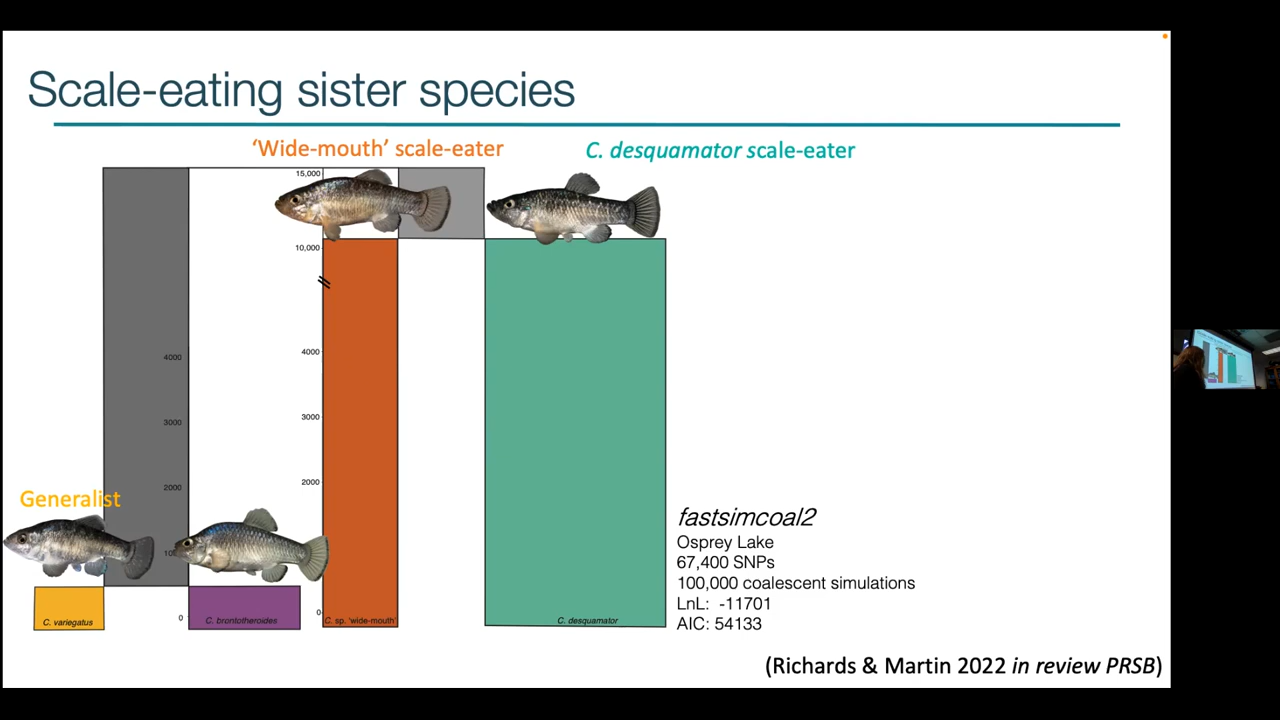 Scale-eating sister species
‘Wide-mouth’ scale-eater
C. desquamator scale-eater
15,000
10,000
4000
4000
3000
3000
2000
2000
Generalist
0
0
C. variegatus
C. brontotheroides
C. sp. ‘wide-mouth’
C. desquamator
fastsimcoal2
Osprey Lake
67,400 SNPs
100,000 coalescent simulations
LnL:  -11701
AIC: 54133
(Richards & Martin 2022 in review PRSB)